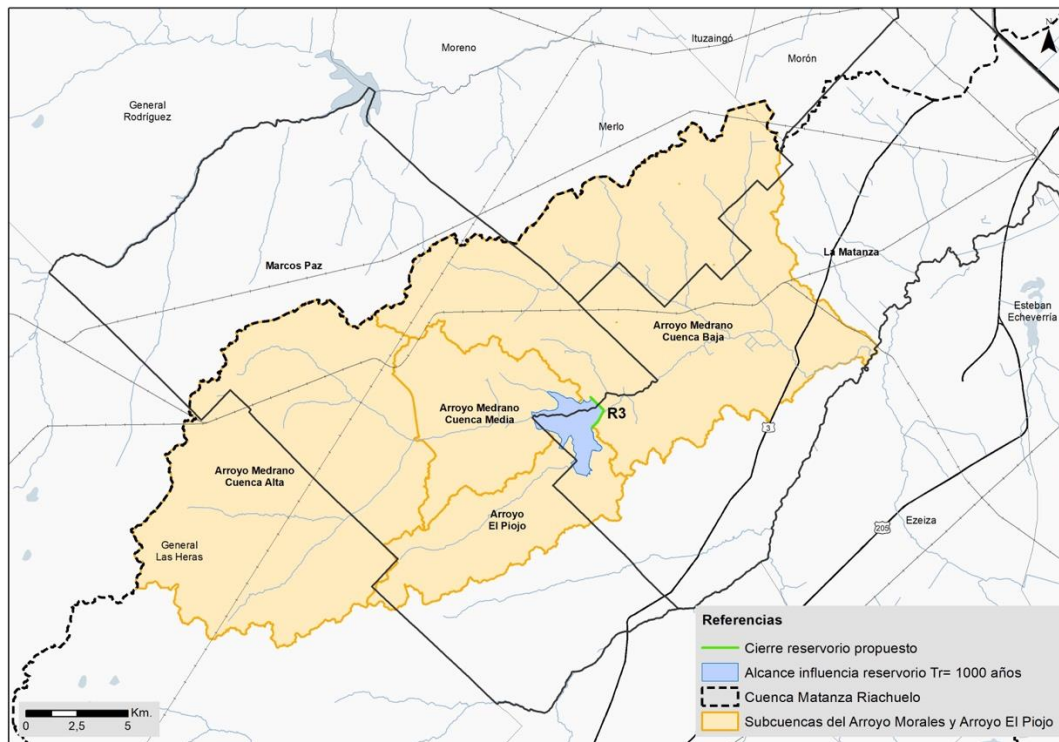 N
Ituzaingó
Moreno
Morón
General
Rodríguez
Merlo
Marcos Paz
La Matanza
Esteban
Echeverría
Arroyo Medrano
Cuenca Baja
Arroyo Medrano
Cuenca Media
R3
3
Arroyo Medrano
Cuenca Alta
Arroyo
El Piojo
205
Ezeiza
General
Las Heras
Referencias
Cierre reservorio propuesto
Alcance influencia reservorio Tr= 1000 años
Cuenca Matanza Riachuelo
Subcuencas del Arroyo Morales y Arroyo El Piojo
Km.
0 2,5 5